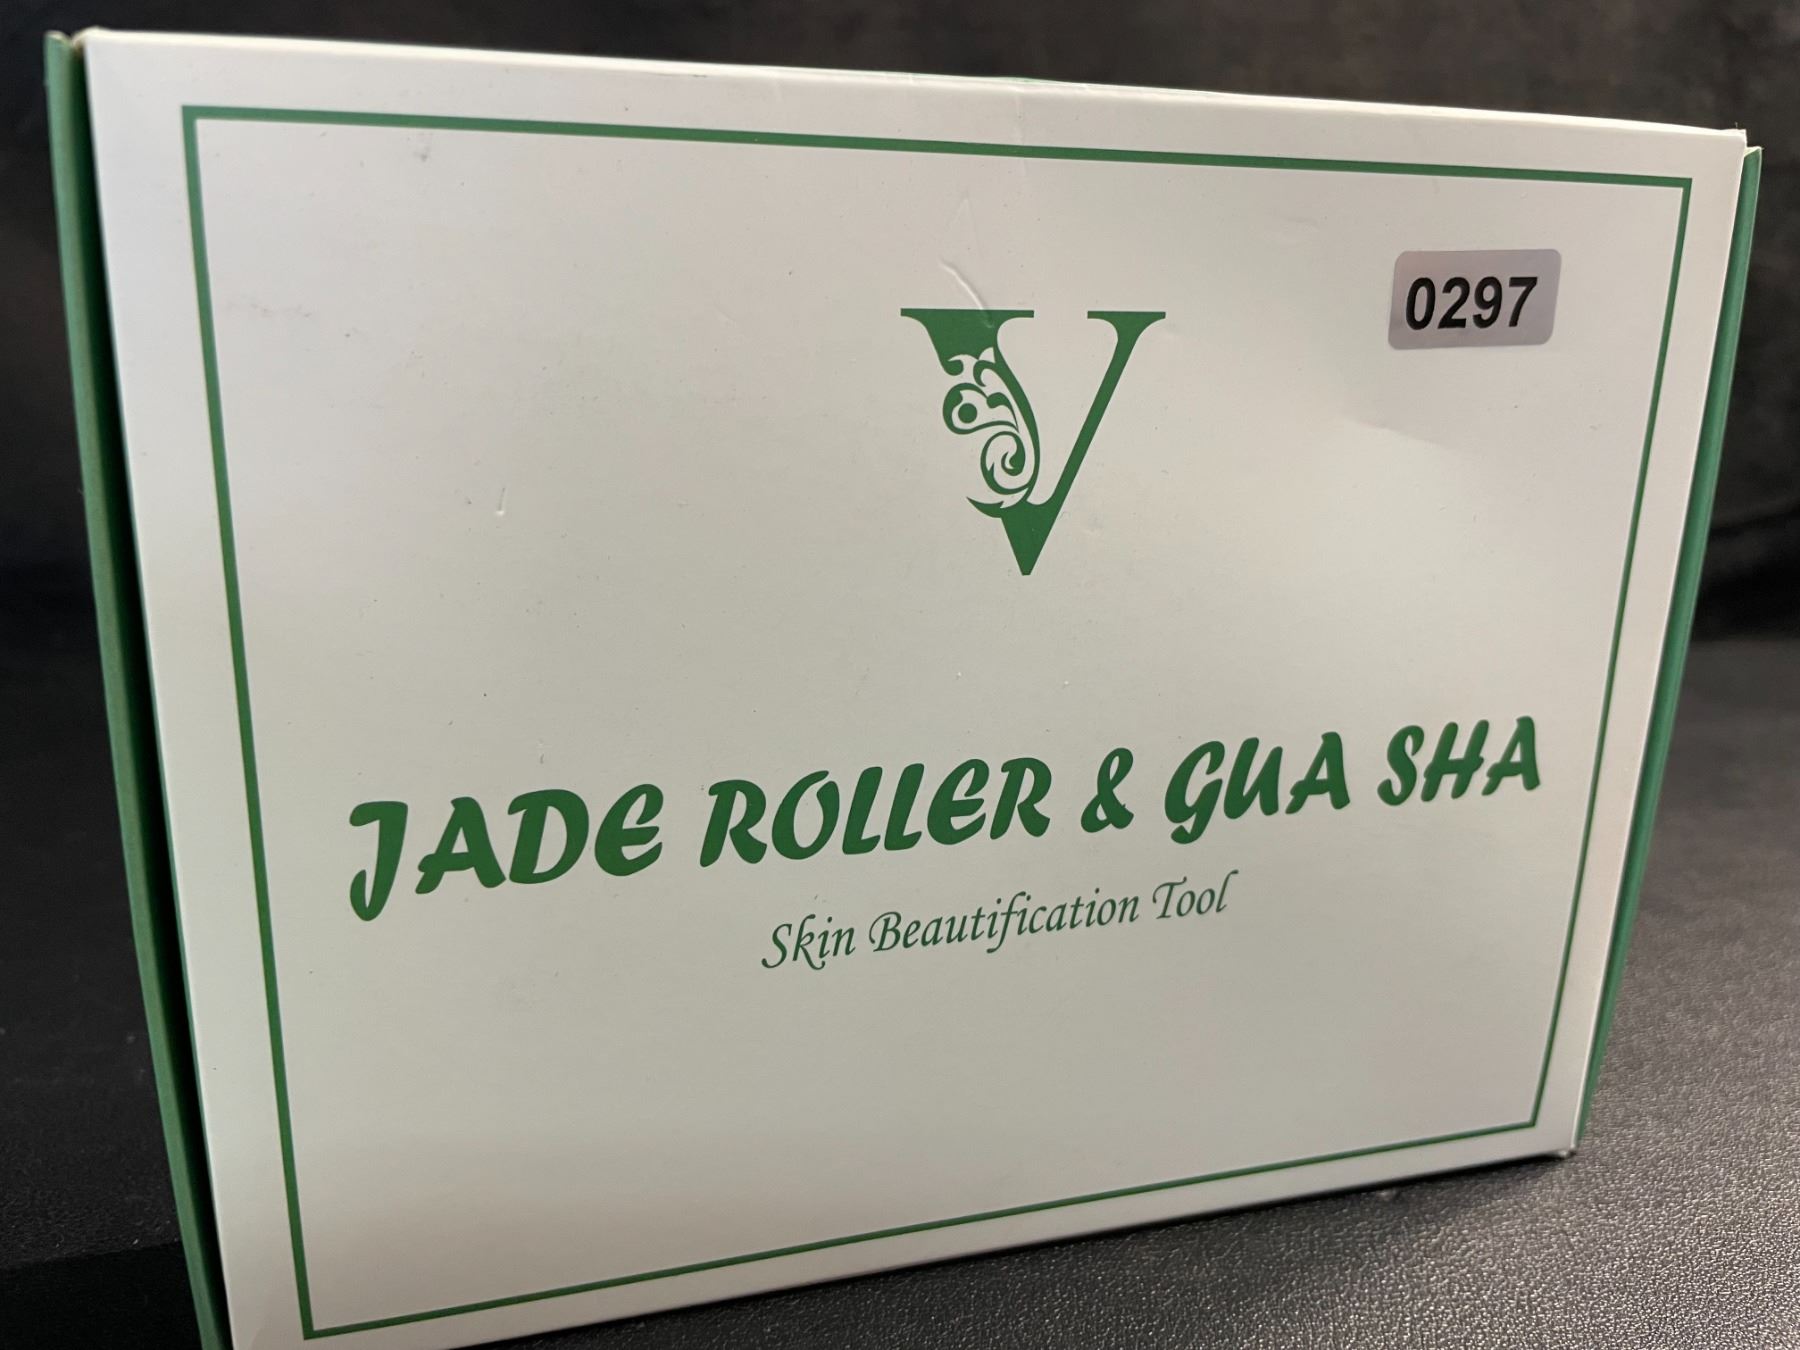 0297
V
JADE ROLLER & GUA SHA
Skin Beautification Tool